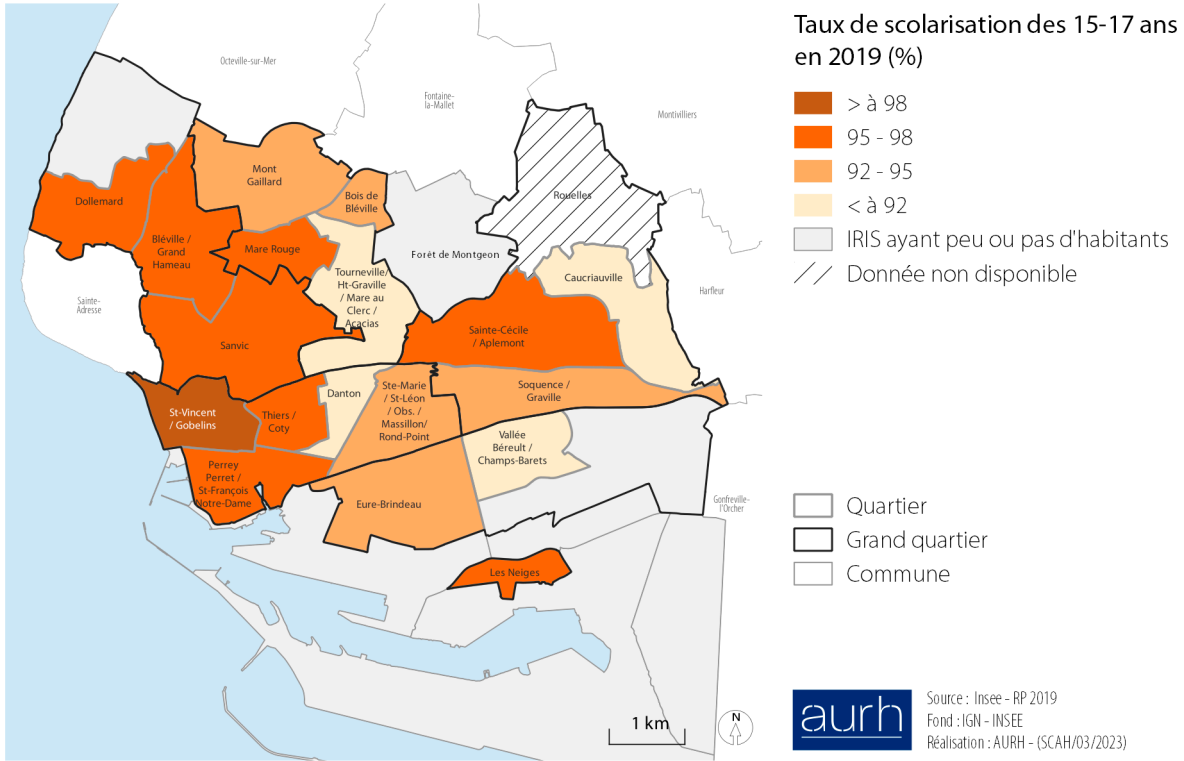 Taux de scolarisation des 15-17 ans
en 2019 (%)
> à 98
95 - 98
92 - 95
< à 92
IRIS ayant peu ou pas d'habitants
Donnée non disponible
Octeville-sur-Mer
Fontaine-
la-Mallet
Montivilliers
Mont
Gaillard
Bois de
Bléville
Rouelles
Dollemard
Bléville /
Grand
Hameau
Mare Rouge
Forêt de Montgeon
Tourneville/
Ht-Graville
/ Mare au
Clerc /
Acacias
Caucriauville
Harfleur
Sainte-
Adresse
Sanvic
Sainte-Cécile
/ Aplemont
St-Vincent
/ Gobelins
Thiers /
Coty
Danton
Ste-Marie
/ St-Léon
/ Obs. /
Massillon/
Rond-Point
Soquence /
Graville
Vallée
Béreult /
Champs-Barets
Perrey
Perret /
St-François
Notre-Dame
Eure-Brindeau
Gonfreville-
l'Orcher
Les Neiges
Quartier
Grand quartier
Commune
1 km
N
aurh
Source : Insee - RP 2019
Fond : IGN - INSEE
Réalisation : AURH - (SCAH/03/2023)